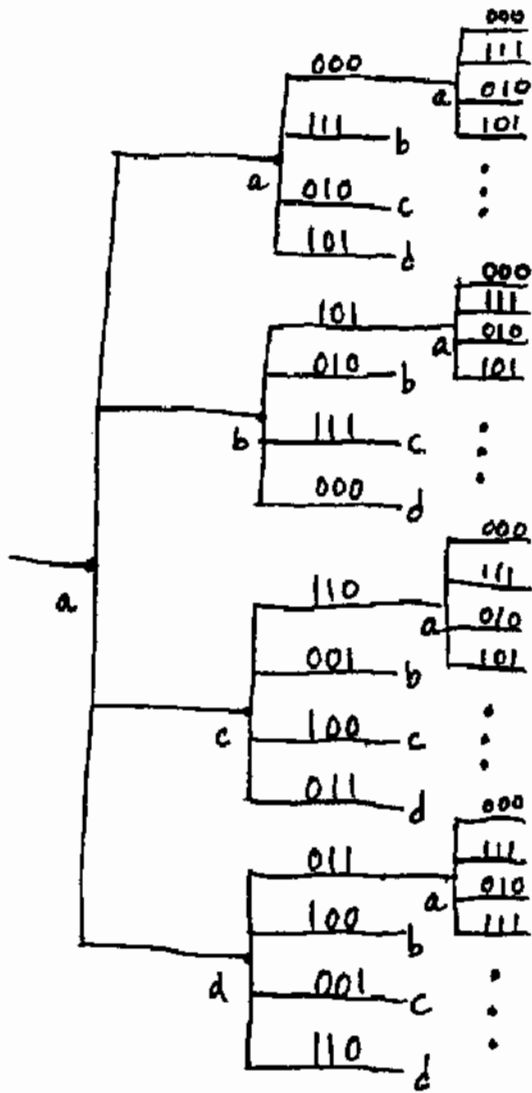 000
111
000
a 010
111 b 101
a 010 c
101 d
000
101 111
a 010
010 b 101
b 111 c
000 d
000
110 111
a
a 010
001 b 101
c 100 c
011 d
000
011 111
a 010
100 b 111
d 001 c
110 d